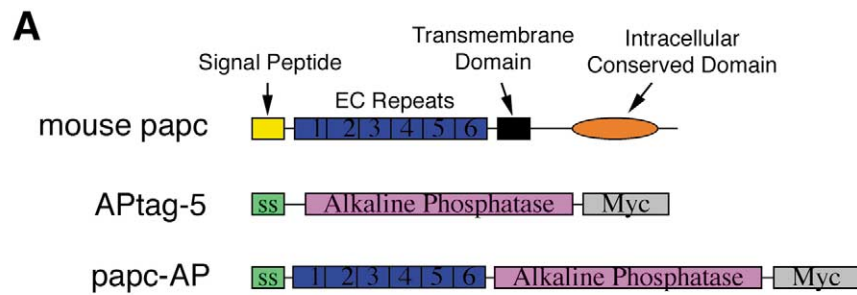 A
Transmembrane
Domain
Intracellular
Conserved Domain
Signal Peptide
EC Repeats
mouse papc
1 2 3 4 5 6
APtag-5
ss Alkaline Phosphatase Myc
papc-AP
ss 1 2 3 4 5 6 Alkaline Phosphatase Myc